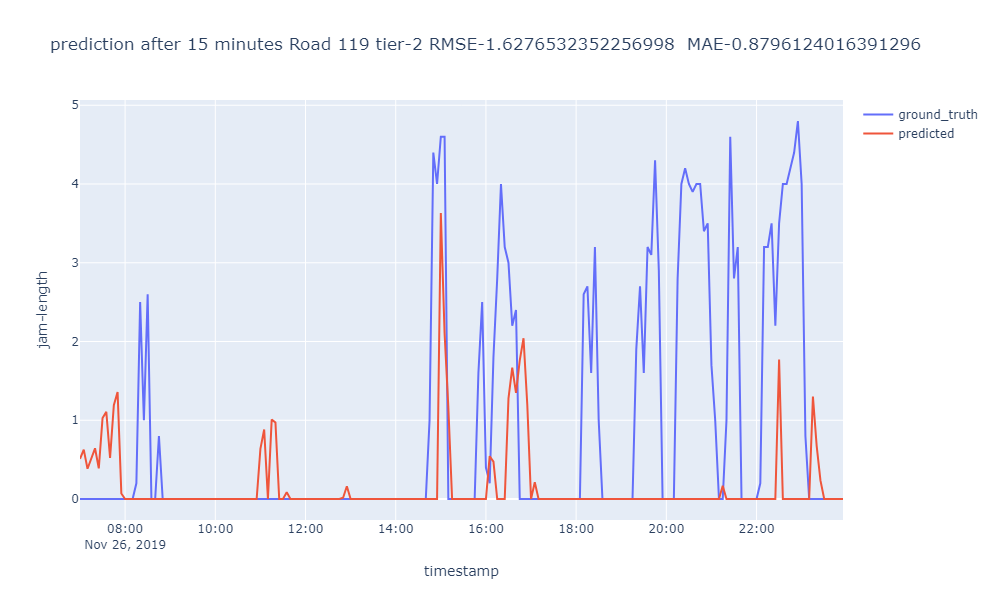 prediction after 15 minutes Road 119 tier-2 RMSE-1.6276532352256998  MAE-0.8796124016391296
ground_truth
predicted
jam-length
5
4
3
2
1
0
08:00 10:00 12:00 14:00 16:00 18:00 20:00 22:00
Nov 26, 2019
timestamp